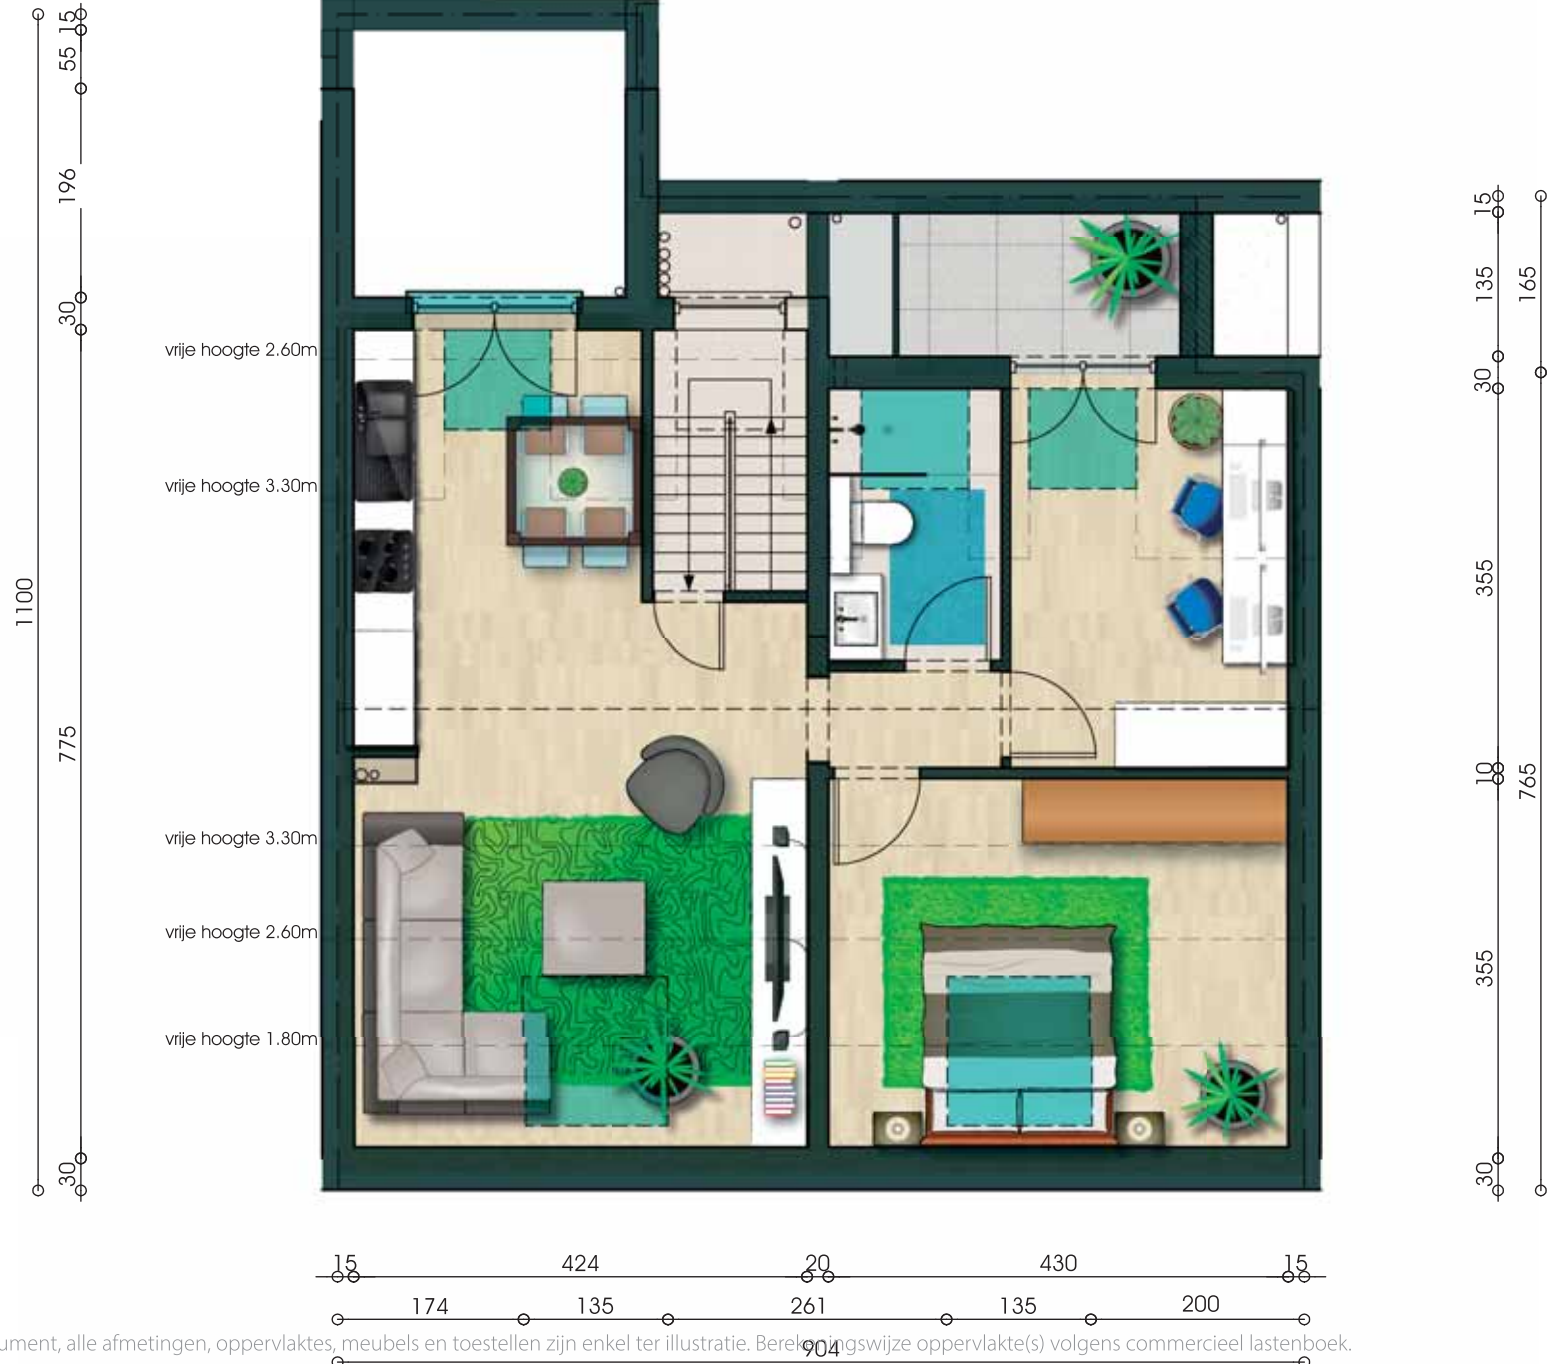 15
55
196
30
1100
775
30
vrije hoogte 2.60m
vrije hoogte 3.30m
vrije hoogte 3.30m
vrije hoogte 2.60m
vrije hoogte 1.80m
15
135
165
30
355
10
765
355
30
15 424 20 430 15
174 135 261 135 200
alle afmetingen, oppervlaktes, meubels en toestellen zijn enkel ter illustratie. Berekeningswijze oppervlakte(s) volgens commercieel lastenboek.
904